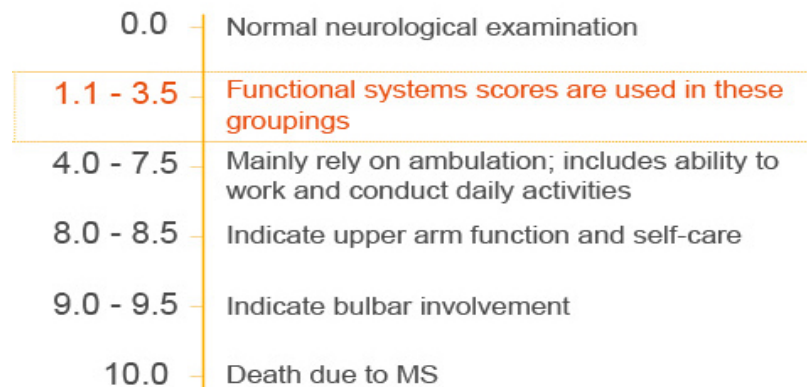 0.0 Normal neurological examination
1.1 - 3.5 Functional systems scores are used in these
groupings
4.0 - 7.5 Mainly rely on ambulation; includes ability to
work and conduct daily activities
8.0 - 8.5 Indicate upper arm function and self-care
9.0 - 9.5 Indicate bulbar involvement
10.0 Death due to MS